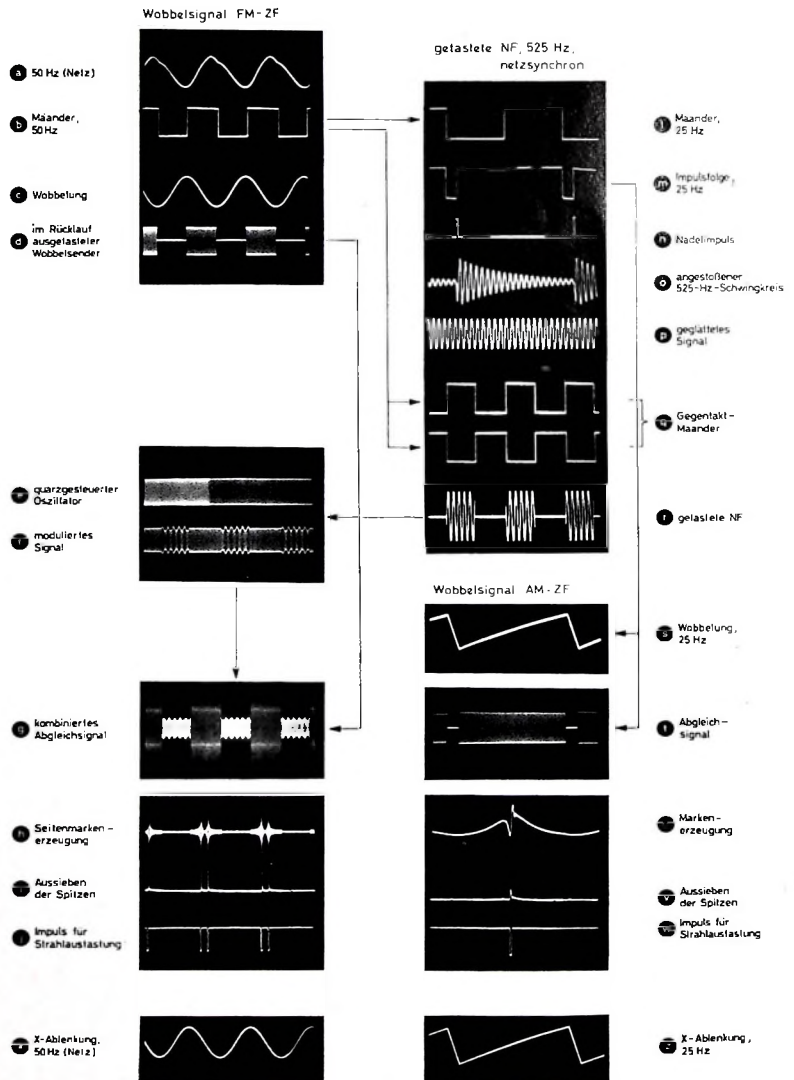 Wobbelsignal FM-ZF
a 50 Hz (Netz)
b Mäander,
50 Hz
c Wobbelung
d im Rücklauf
ausgetasteter
Wobbelsender
quarzgesteuerter
Oszillator
moduliertes
Signal
g kombiniertes
Abgleichsignal
h Seitenmarken-
erzeugung
Aussieben
der Spitzen
j Impuls für
Strahlaustastung
X-Ablenkung,
50 Hz (Netz)
getastete NF, 525 Hz,
netzsynchron
l Maander,
25 Hz
m Impulsfolge,
25 Hz
n Nadelimpuls
o angestoßener
525-Hz-Schwingkreis
p geglättetes
Signal
q Gegentakt-
Maander
r getastete NF
Wobbelsignal AM-ZF
s Wobbelung,
25 Hz
t Abgleich-
signal
Marken-
erzeugung
v Aussieben
der Spitzen
w Impuls für
Strahlaustastung
z X-Ablenkung,
25 Hz